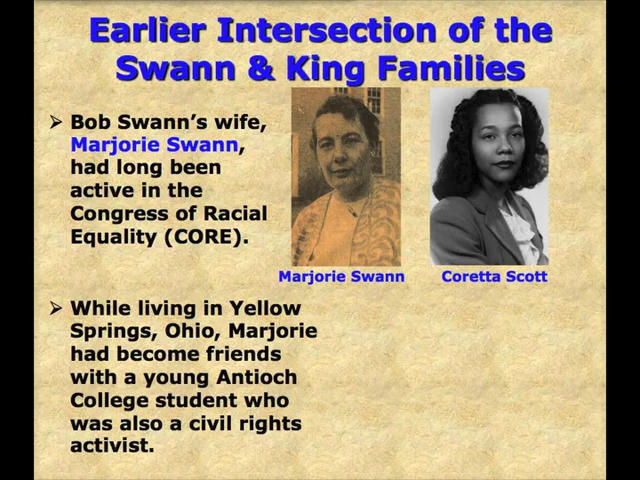 Earlier Intersection of the
Swann & King Families
➢ Bob Swann’s wife,
Marjorie Swann,
had long been
active in the
Congress of Racial
Equality (CORE).
Marjorie Swann
Coretta Scott
➢ While living in Yellow
Springs, Ohio, Marjorie
had become friends
with a young Antioch
College student who
was also a civil rights
activist.